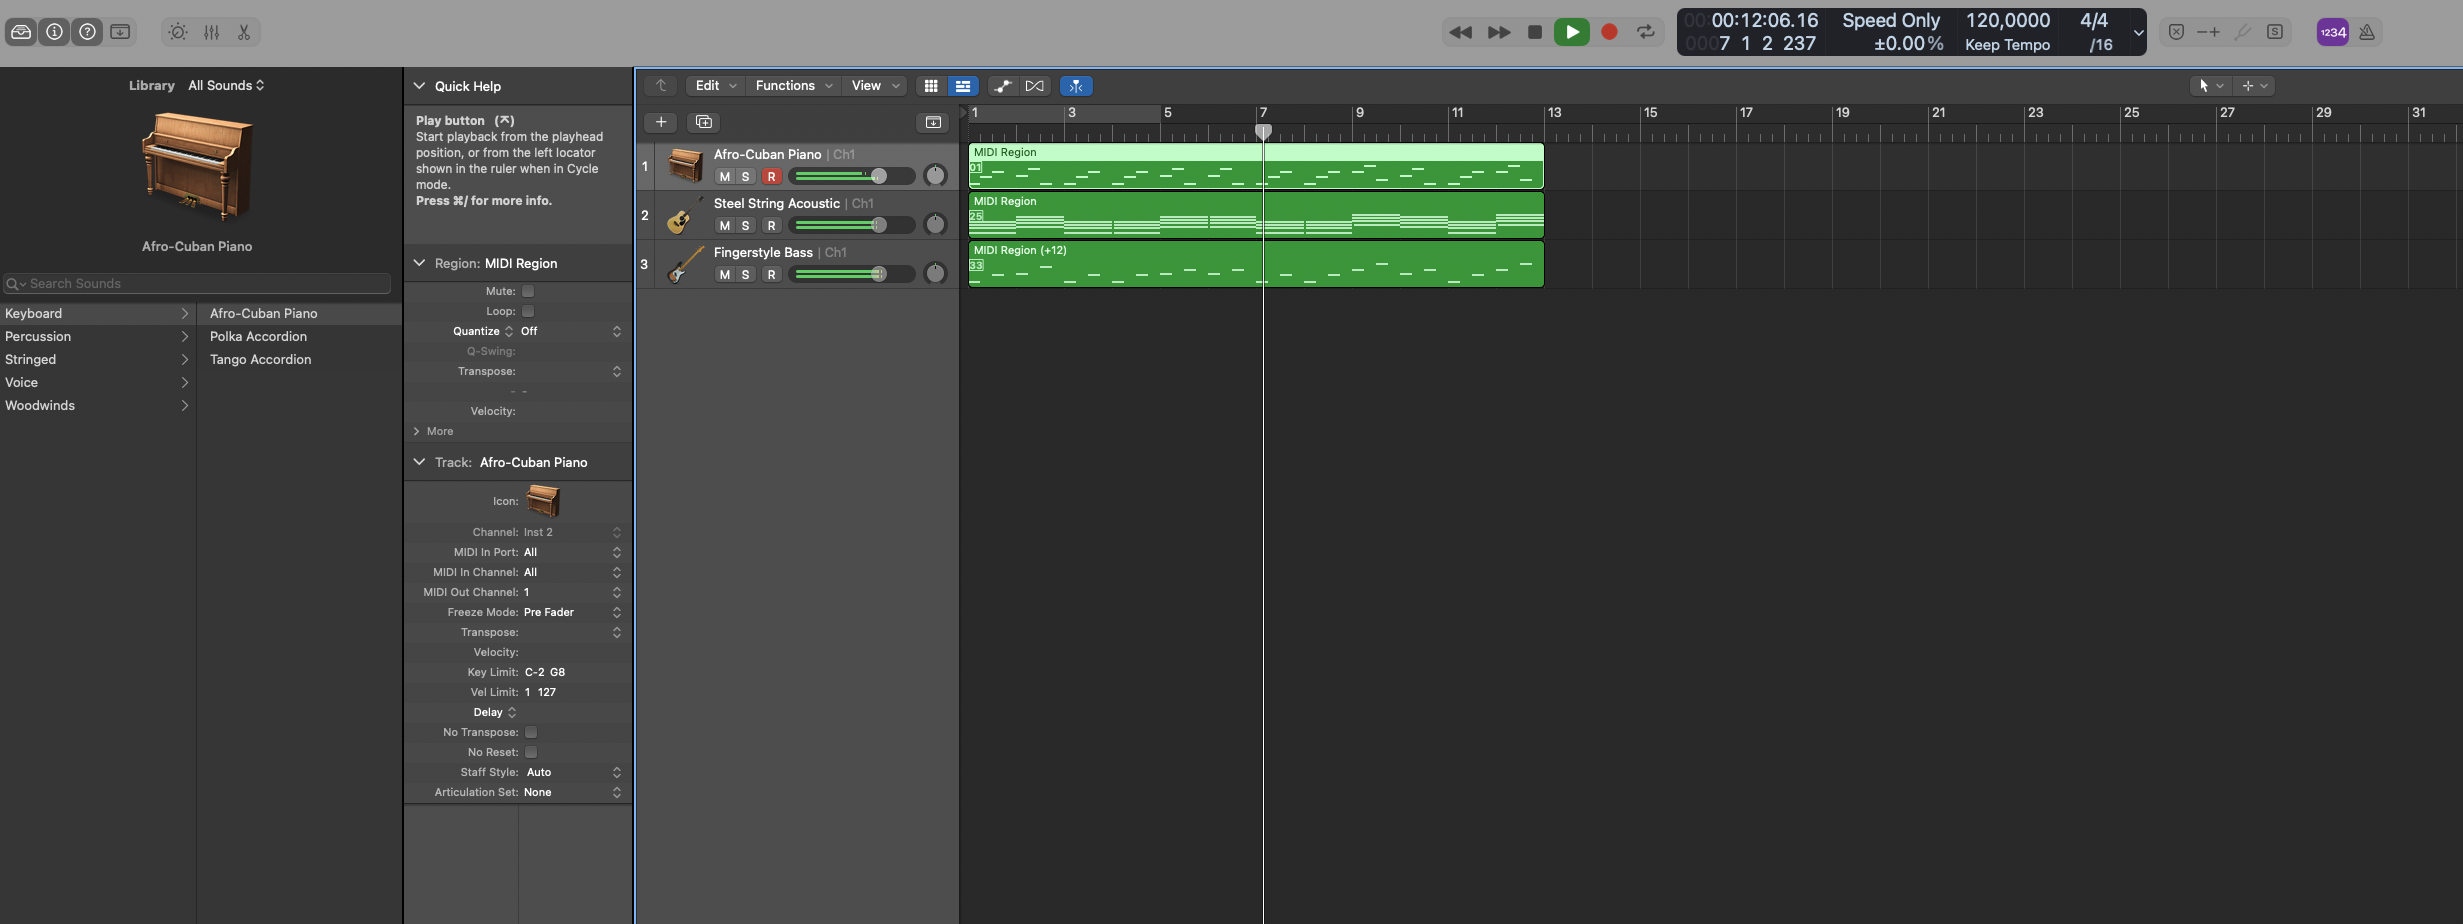 00:00:12:06.16
Speed Only
120,0000
4/4
0007 1 2 237
±0.00%
Keep Tempo
/16
1234
Library All Sounds
Quick Help
Edit
Functions
View
Play button (↖)
Start playback from the playhead
position, or from the left locator
shown in the ruler when in Cycle
mode.
Press ⌘/ for more info.
Afro-Cuban Piano
Search Sounds
Keyboard
Percussion
Stringed
Voice
Woodwinds
Afro-Cuban Piano
Polka Accordion
Tango Accordion
Region: MIDI Region
Mute:
Loop:
Quantize Off
Q-Swing:
Transpose:
- -
Velocity:
More
Track: Afro-Cuban Piano
Icon:
Channel: Inst 2
MIDI In Port: All
MIDI In Channel: All
MIDI Out Channel: 1
Freeze Mode: Pre Fader
Transpose:
Velocity:
Key Limit: C-2 G8
Vel Limit: 1 127
Delay
No Transpose:
No Reset:
Staff Style: Auto
Articulation Set: None
1 3 5 7 9 11 13 15 17 19 21 23 25 27 29 31
1
Afro-Cuban Piano | Ch1
M S R
MIDI Region
01
2
Steel String Acoustic | Ch1
M S R
MIDI Region
25
3
Fingerstyle Bass | Ch1
M S R
MIDI Region (+12)
33
S